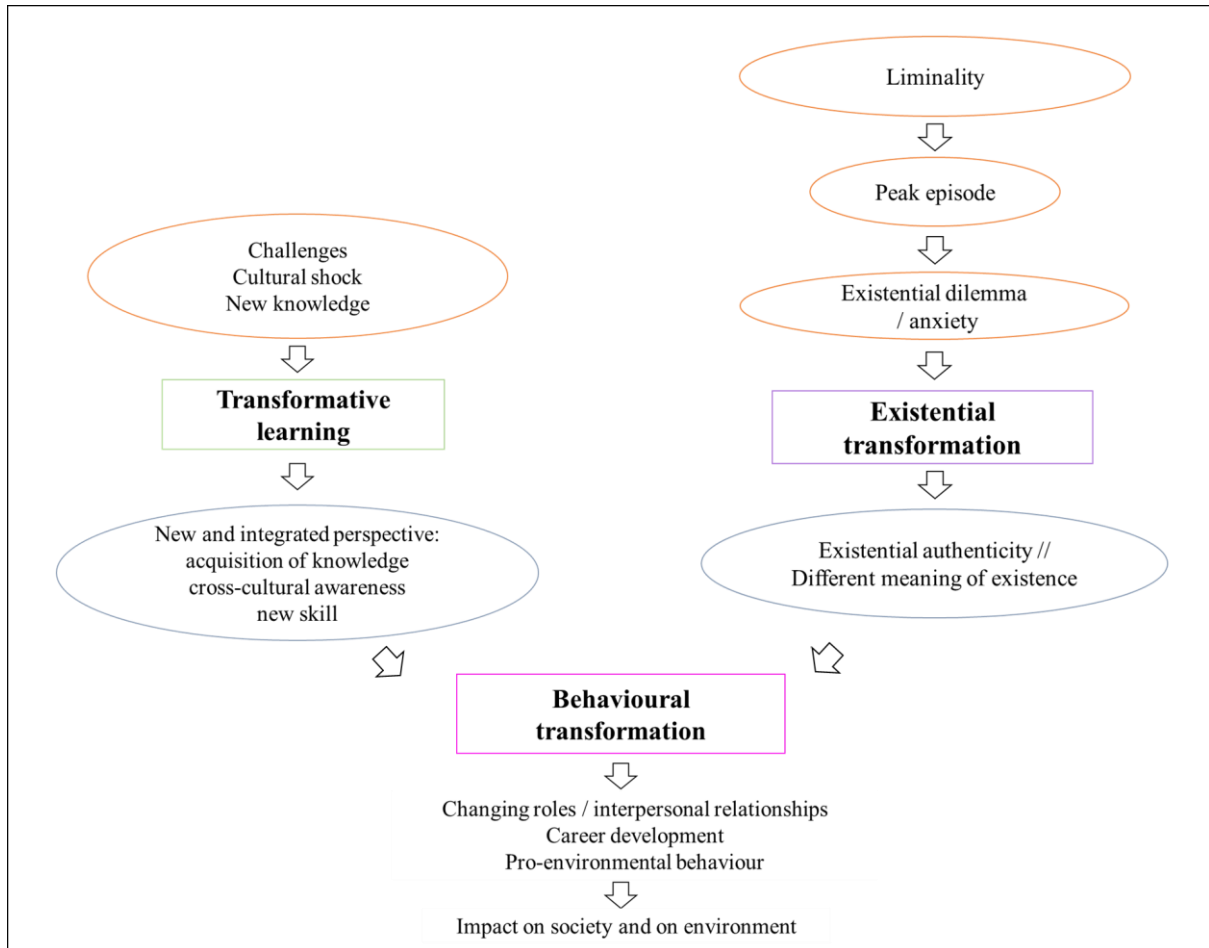 Liminality
Peak episode
Challenges
Cultural shock
New knowledge
Existential dilemma
/ anxiety
Transformative
learning
Existential
transformation
New and integrated perspective:
acquisition of knowledge
cross-cultural awareness
new skill
Existential authenticity //
Different meaning of existence
Behavioural
transformation
Changing roles / interpersonal relationships
Career development
Pro-environmental behaviour
Impact on society and on environment